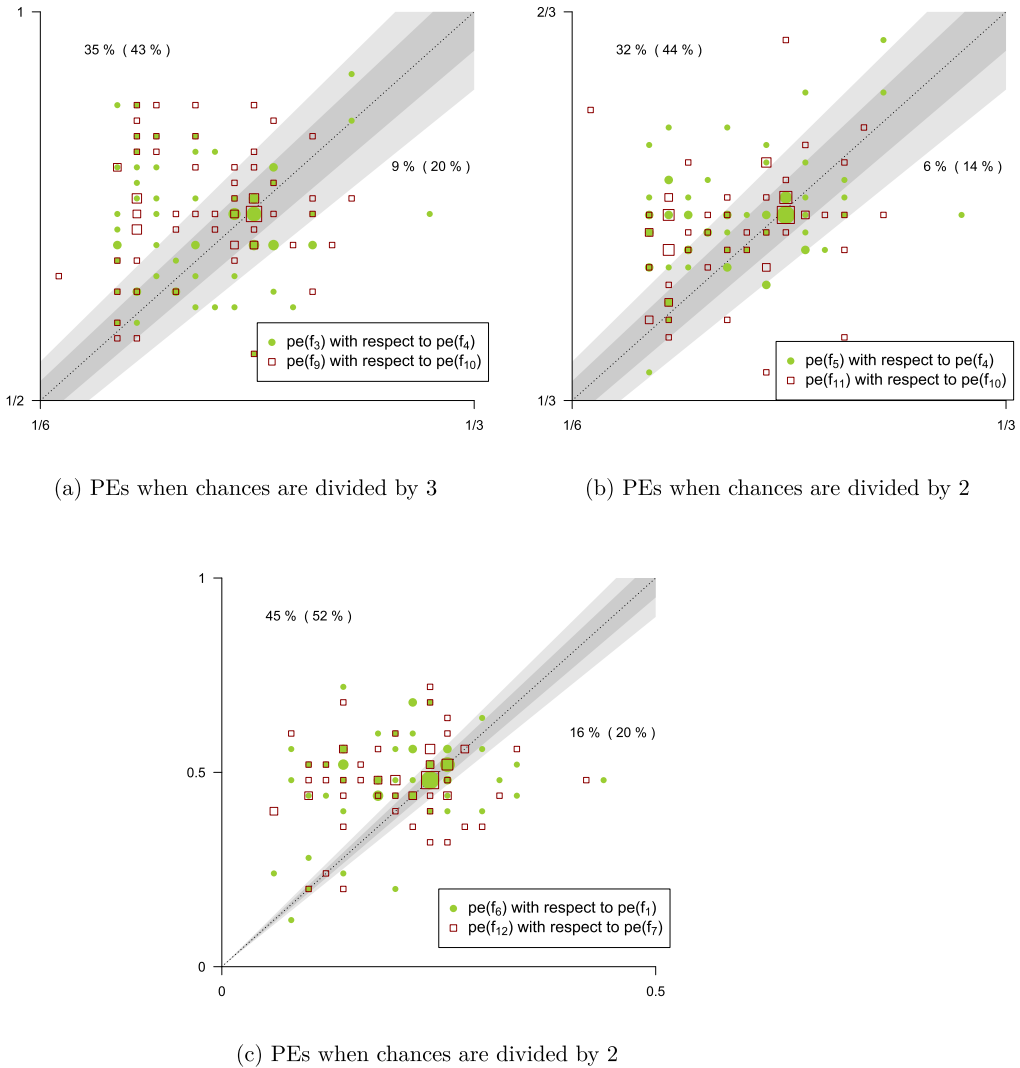 1
35 % ( 43 % )
9 % ( 20 % )
pe(f3) with respect to pe(f4)
pe(f9) with respect to pe(f10)
1/2
1/6
1/3
(a) PEs when chances are divided by 3
2/3
32 % ( 44 % )
6 % ( 14 % )
pe(f5) with respect to pe(f4)
pe(f11) with respect to pe(f10)
1/3
1/6
1/3
(b) PEs when chances are divided by 2
1
45 % ( 52 % )
16 % ( 20 % )
0.5
pe(f6) with respect to pe(f1)
pe(f12) with respect to pe(f7)
0
0
0.5
(c) PEs when chances are divided by 2